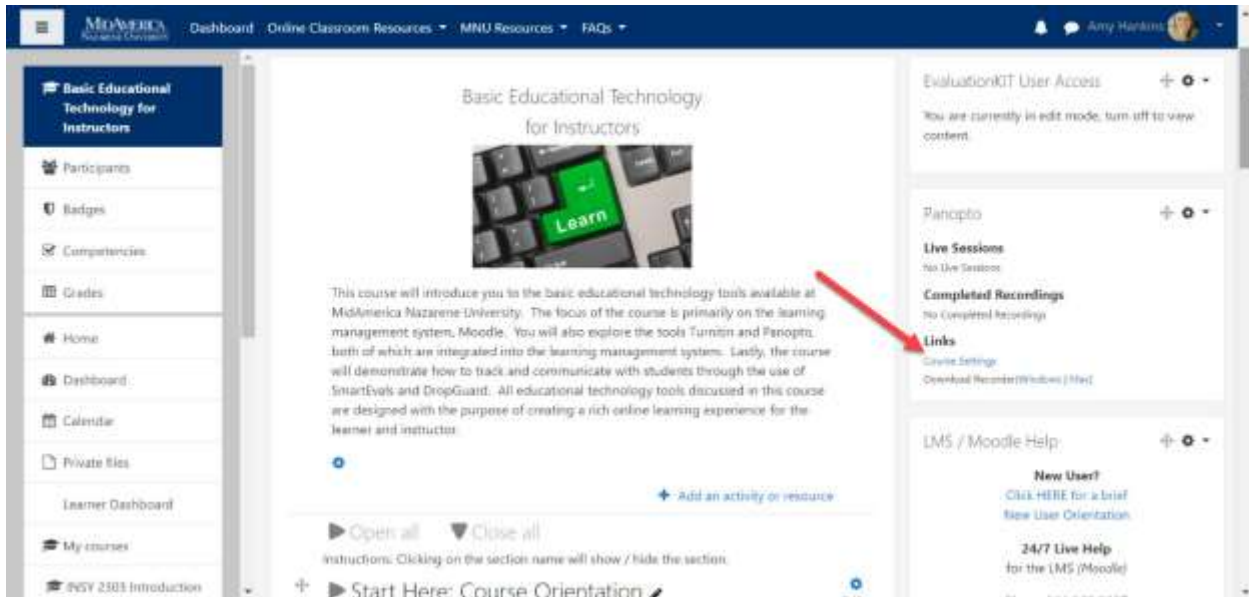 MIDAMERICA
NAZARENE UNIVERSITY
Dashboard
Online Classroom Resources
MNU Resources
FAQs
Amy Hankins
Basic Educational
Technology for
Instructors
Participants
Badges
Competencies
Grades
Home
Dashboard
Calendar
Private files
Learner Dashboard
My courses
INSY 2303 Introduction
Basic Educational Technology
for Instructors
Learn
This course will introduce you to the basic educational technology tools available at
MidAmerica Nazarene University. The focus of the course is primarily on the learning
management system, Moodle. You will also explore the tools Turnitin and Panopto,
both of which are integrated into the learning management system. Lastly, the course
will demonstrate how to track and communicate with students through the use of
SmartEvals and DropGuard. All educational technology tools discussed in this course
are designed with the purpose of creating a rich online learning experience for the
learner and instructor.
Add an activity or resource
Open all
Close all
Instructions: Clicking on the section name will show / hide the section.
Start Here: Course Orientation
EvaluationKIT User Access
You are currently in edit mode, turn off to view
content.
Panopto
Live Sessions
No Live Sessions
Completed Recordings
No Completed Recordings
Links
Course Settings
Download Recorder(Windows | Mac)
LMS / Moodle Help
New User?
Click HERE for a brief
New User Orientation
24/7 Live Help
for the LMS (Moodle)